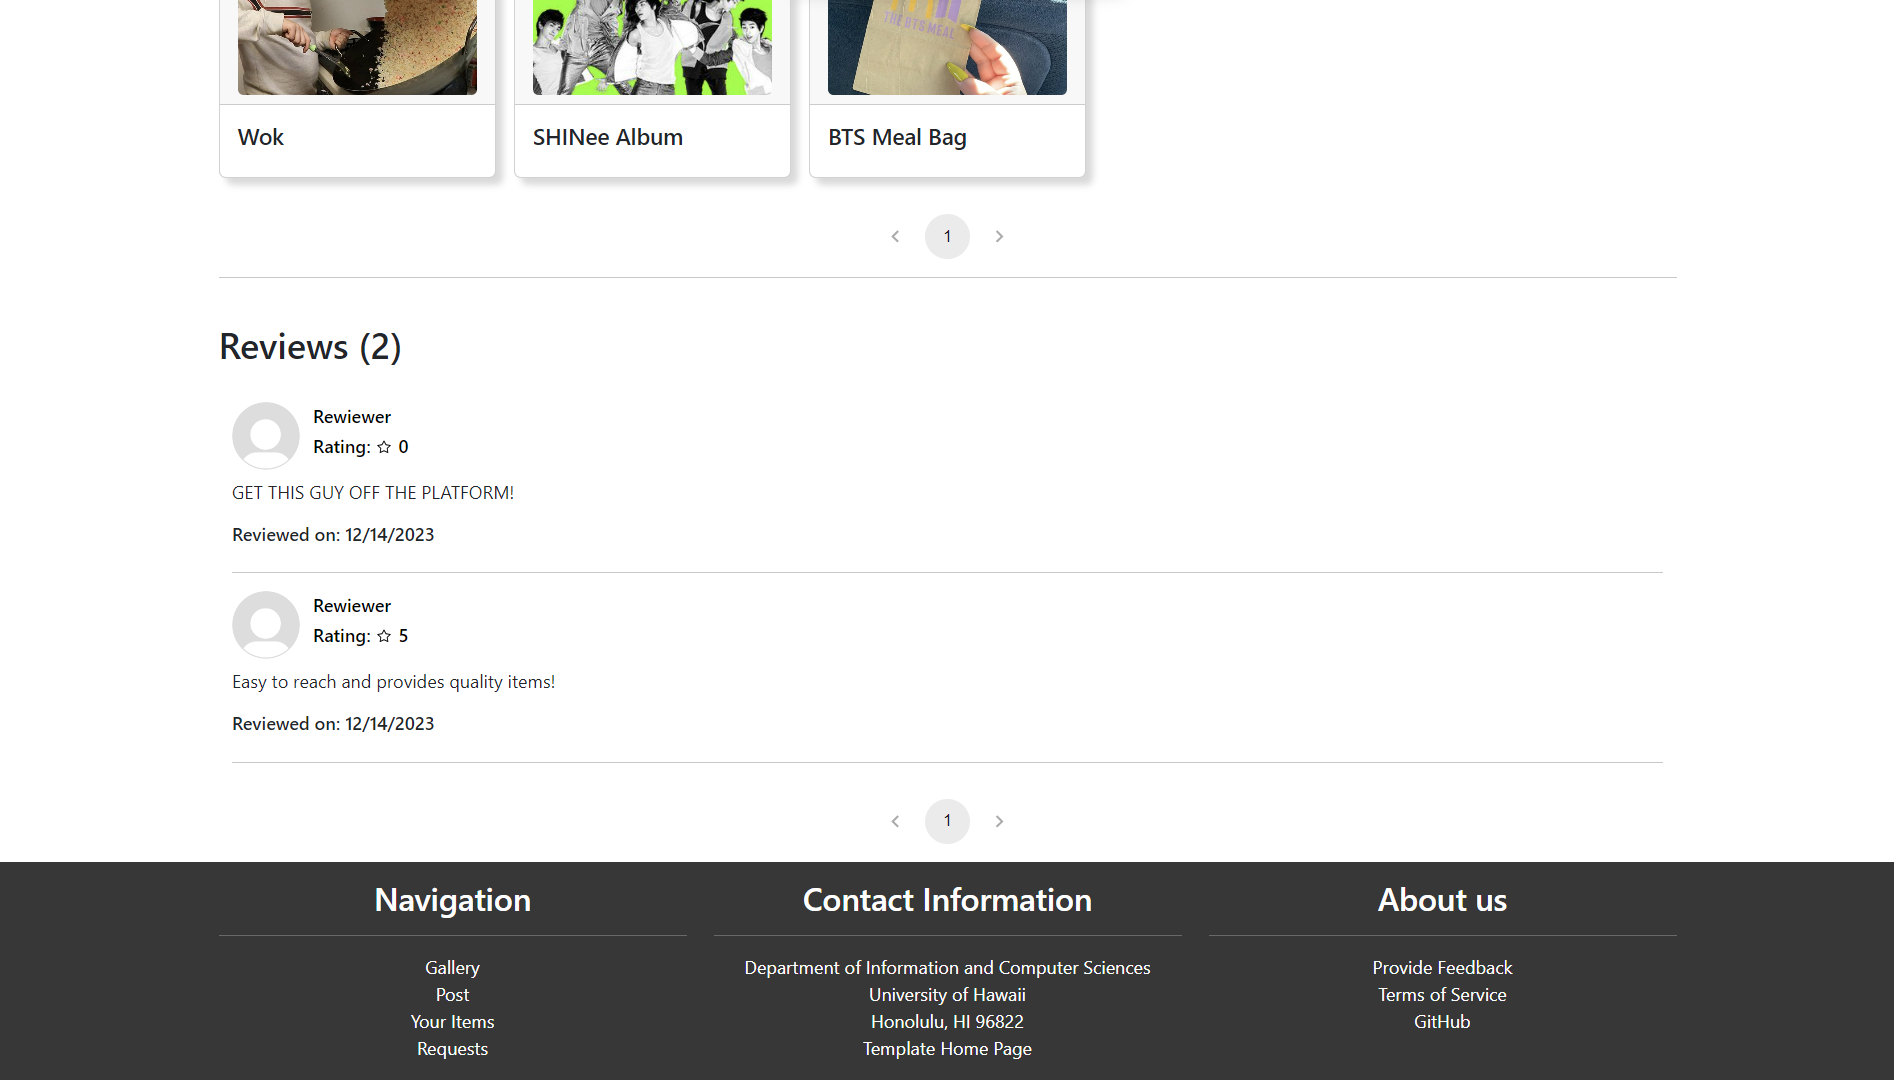 THE BTS MEAL
Wok
SHINee Album
BTS Meal Bag
1
Reviews (2)
Rewiewer
Rating: ☆ 0
GET THIS GUY OFF THE PLATFORM!
Reviewed on: 12/14/2023
Rewiewer
Rating: ☆ 5
Easy to reach and provides quality items!
Reviewed on: 12/14/2023
1
Navigation
Gallery
Post
Your Items
Requests
Contact Information
Department of Information and Computer Sciences
University of Hawaii
Honolulu, HI 96822
Template Home Page
About us
Provide Feedback
Terms of Service
GitHub